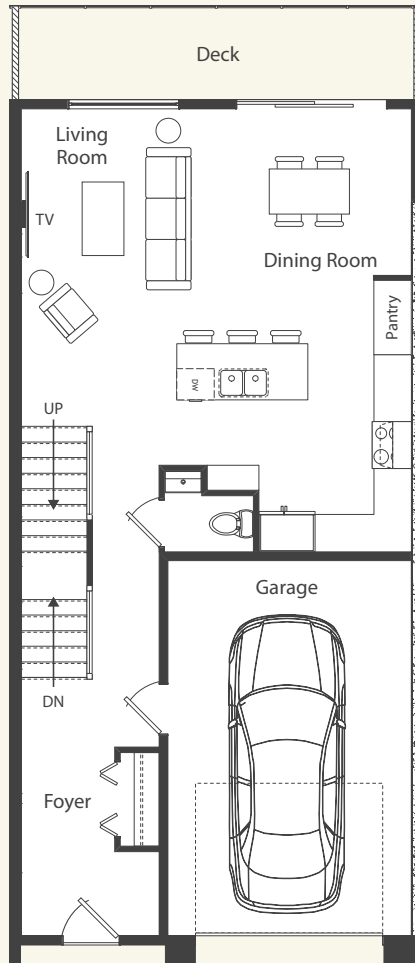 Deck
Living
Room
TV
Dining Room
Pantry
DW
UP
Garage
DN
Foyer